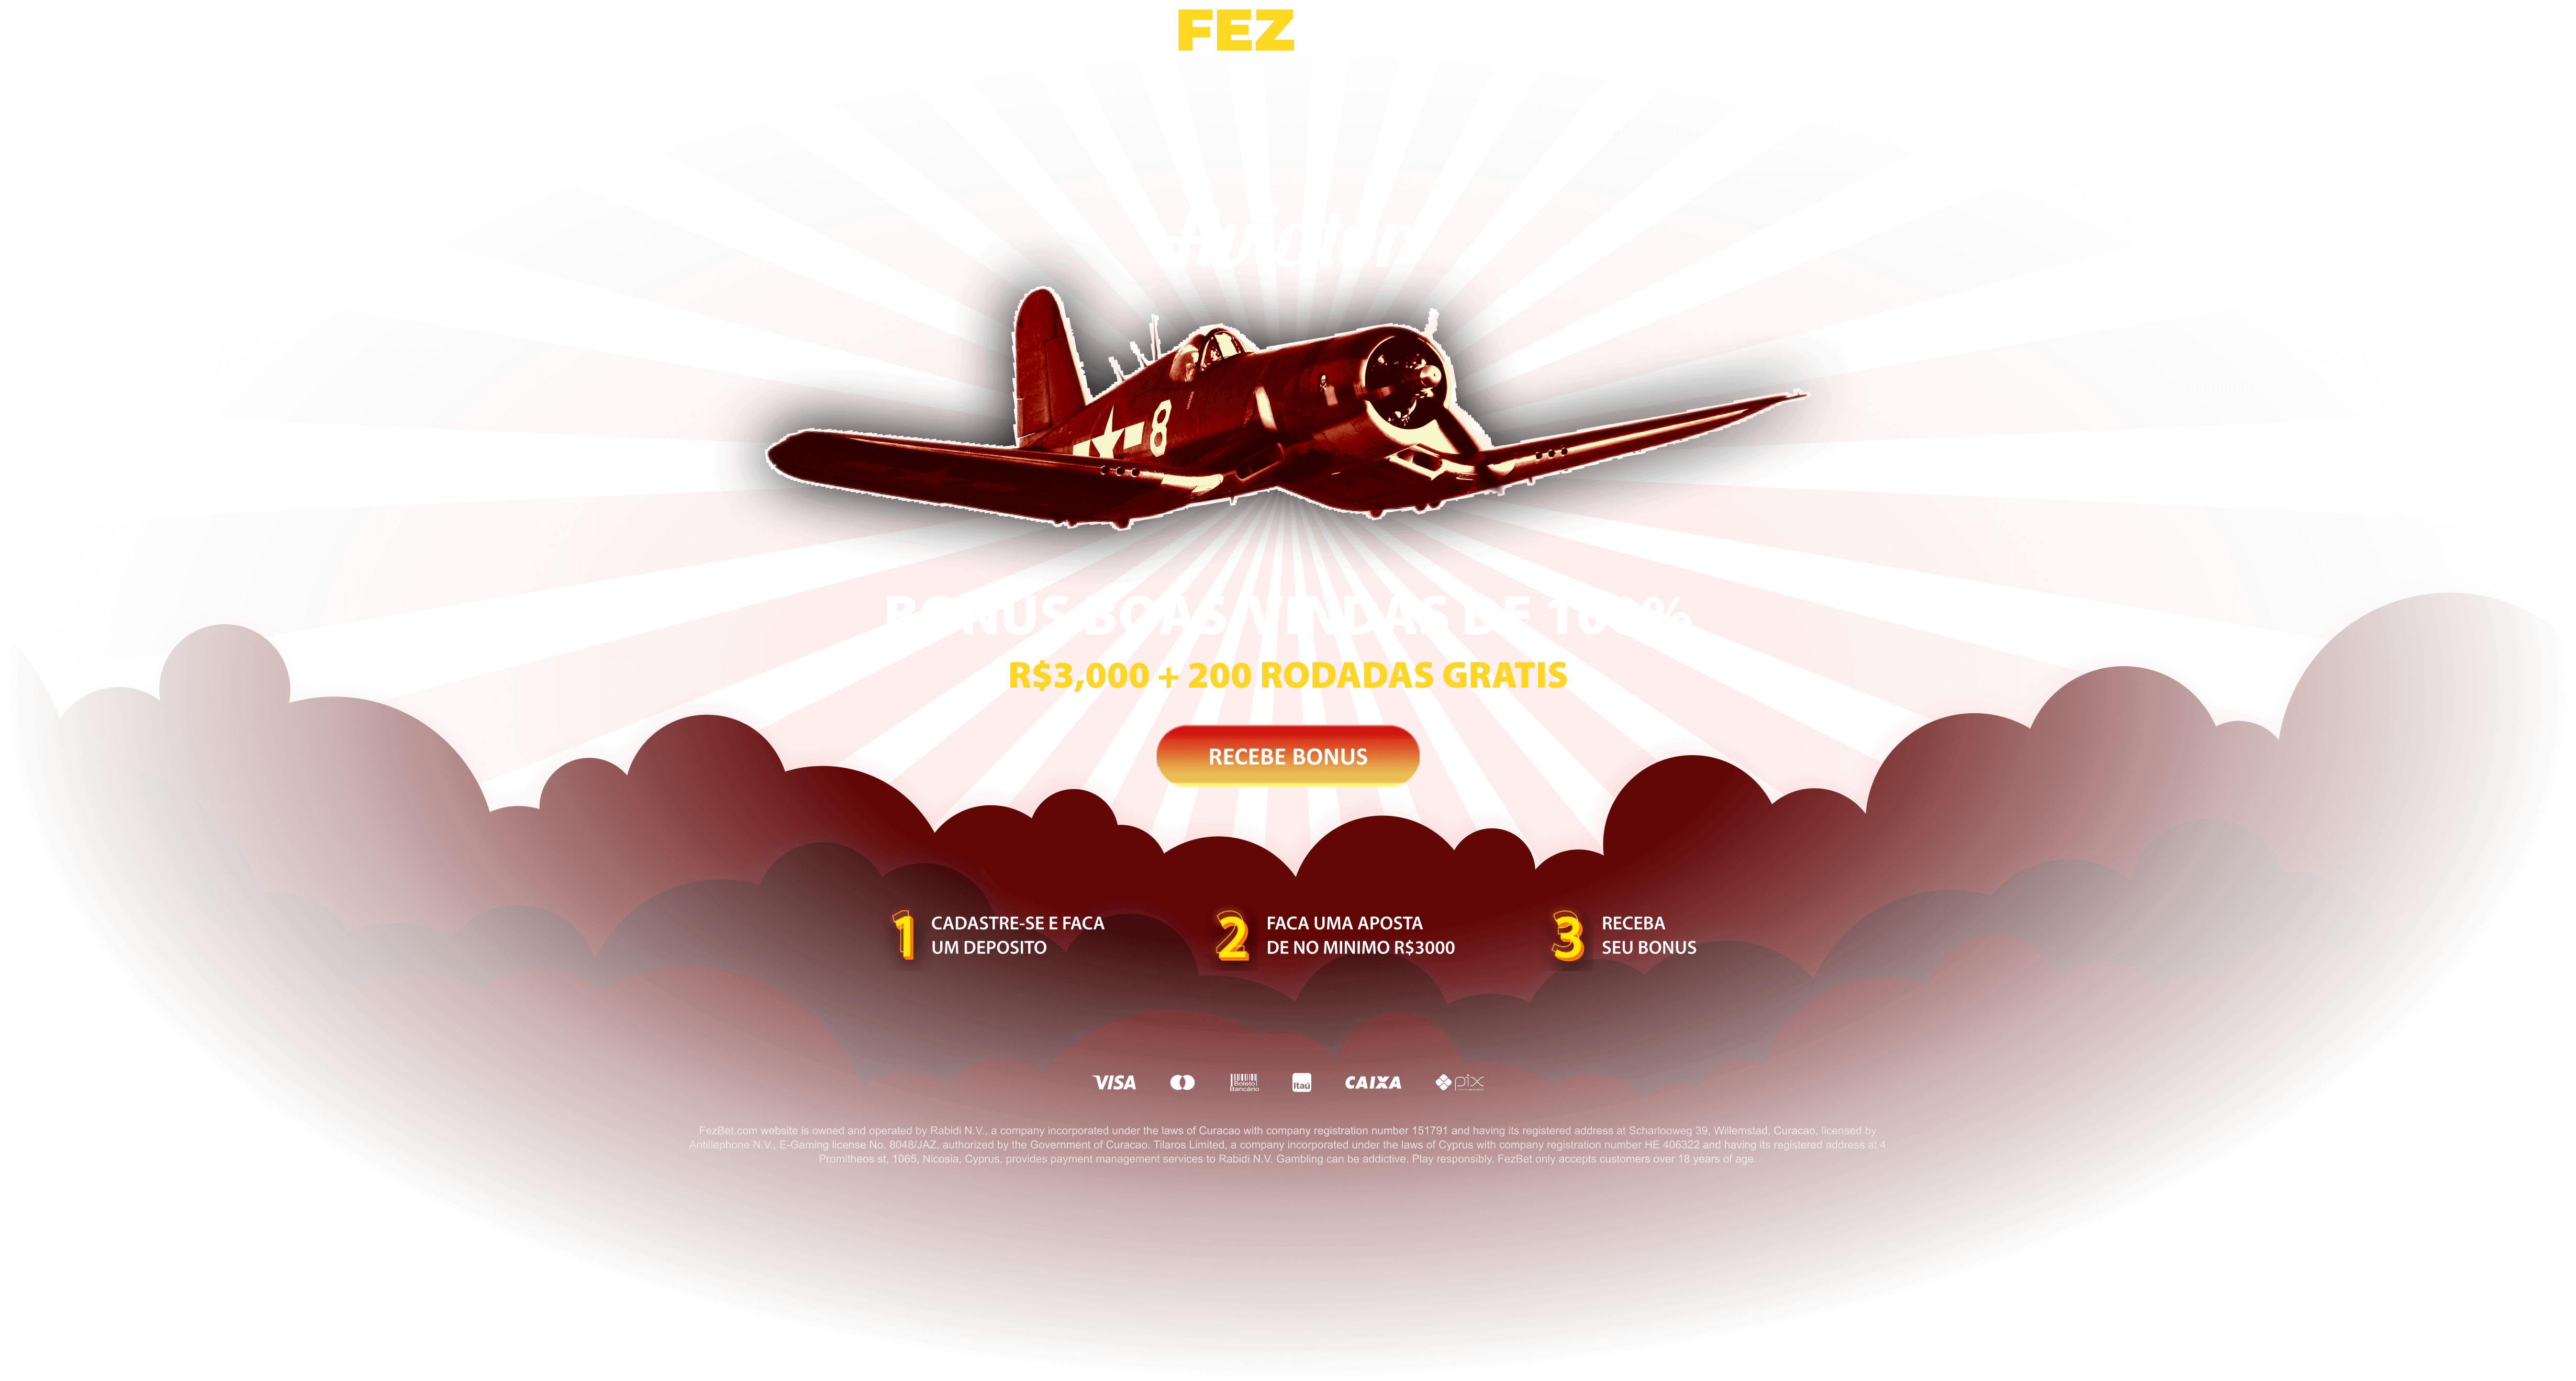 FEZ
Aviator
BONUS BOAS-VINDAS DE 100%
R$3,000 + 200 RODADAS GRATIS
RECEBE BONUS
1 CADASTRE-SE E FACA
UM DEPOSITO
2 FACA UMA APOSTA
DE NO MINIMO R$3000
3 RECEBA
SEU BONUS
8
VISA
Boleto
Bancário
Itaú
CAIXA
pix
FezBet.com website is owned and operated by Rabidi N.V., a company incorporated under the laws of Curacao with company registration number 151791 and having its registered address at Scharlooweg 39, Willemstad, Curacao, licensed by
Antillephone N.V., E-Gaming license No. 8048/JAZ, authorized by the Government of Curacao. Tilaros Limited, a company incorporated under the laws of Cyprus with company registration number HE 406322 and having its registered address at 4
Promitheos st, 1065, Nicosia, Cyprus, provides payment management services to Rabidi N.V. Gambling can be addictive. Play responsibly. FezBet only accepts customers over 18 years of age.